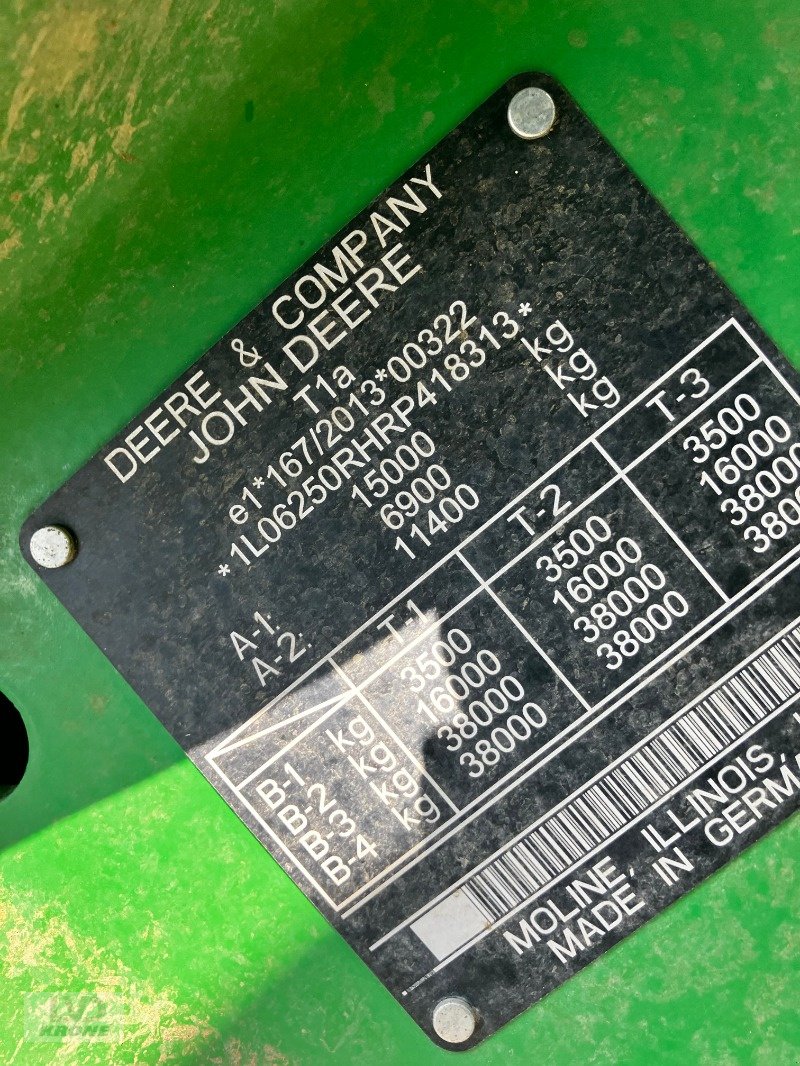 DEERE & COMPANY
JOHN DEERE
T1a
e1*167/2013*00322
*1L06250RHRP418313*
15000 kg
A-1: 6900 kg
A-2: 11400 kg
T-1 T-2 T-3
B-1 kg 3500 3500 3500
B-2 kg 16000 16000 16000
B-3 kg 38000 38000 38000
B-4 kg 38000 38000
MOLINE, ILLINOIS,
MADE IN
KRONE